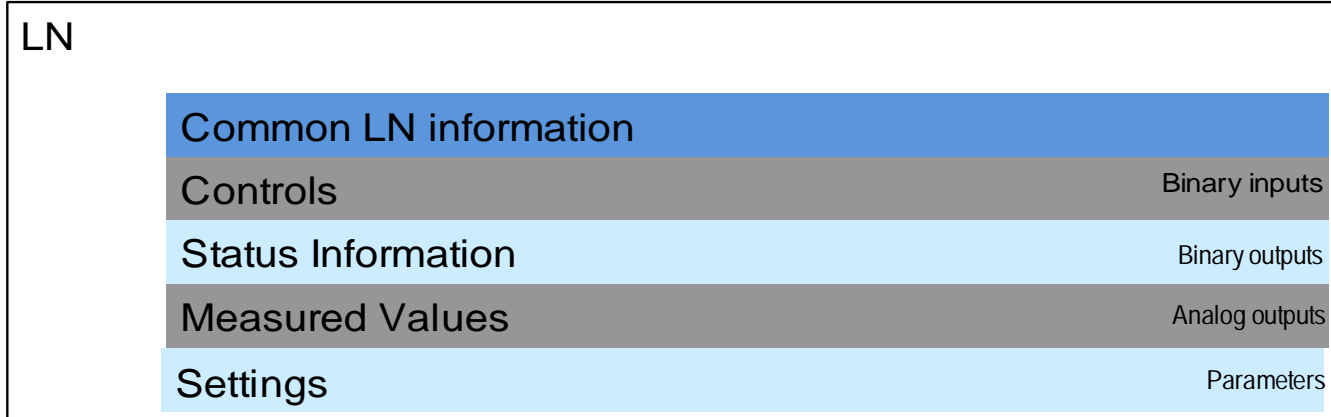 LN
Common LN information
Controls Binary inputs
Status Information Binary outputs
Measured Values Analog outputs
Settings Parameters